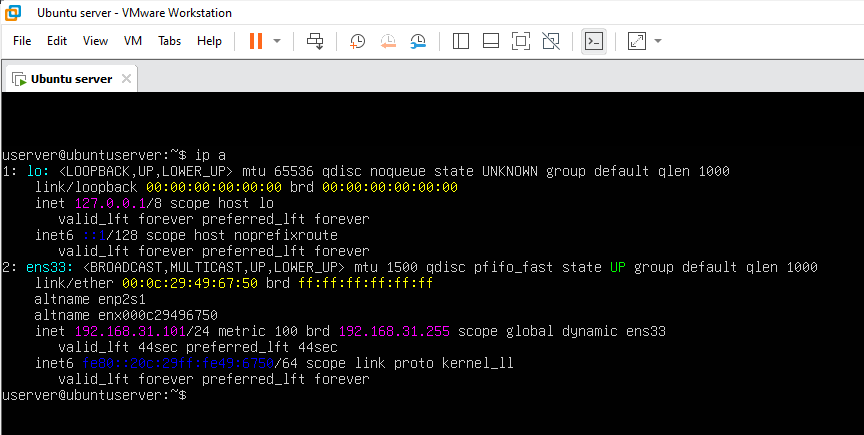 Ubuntu server - VMware Workstation
File Edit View VM Tabs Help
Ubuntu server
userver@ubuntuserver:~$ ip a
1: lo: <LOOPBACK,UP,LOWER_UP> mtu 65536 qdisc noqueue state UNKNOWN group default qlen 1000
    link/loopback 00:00:00:00:00:00 brd 00:00:00:00:00:00
    inet 127.0.0.1/8 scope host lo
       valid_lft forever preferred_lft forever
    inet6 ::1/128 scope host noprefixroute
       valid_lft forever preferred_lft forever
2: ens33: <BROADCAST,MULTICAST,UP,LOWER_UP> mtu 1500 qdisc pfifo_fast state UP group default qlen 1000
    link/ether 00:0c:29:49:67:50 brd ff:ff:ff:ff:ff:ff
    altname enp2s1
    altname enx000c29496750
    inet 192.168.31.101/24 metric 100 brd 192.168.31.255 scope global dynamic ens33
       valid_lft 44sec preferred_lft 44sec
    inet6 fe80::20c:29ff:fe49:6750/64 scope link proto kernel_ll
       valid_lft forever preferred_lft forever
userver@ubuntuserver:~$